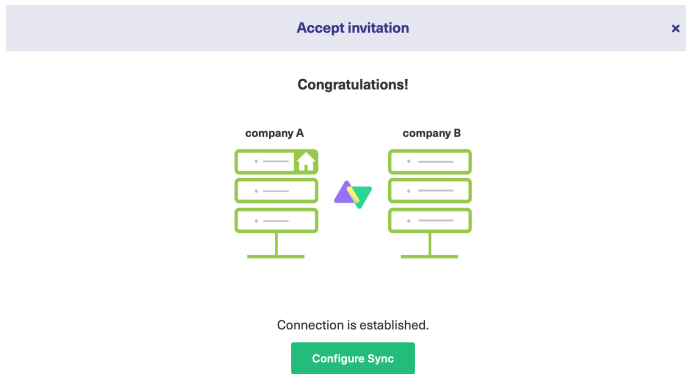 Accept invitation
×
Congratulations!
company A
company B
Connection is established.
Configure Sync